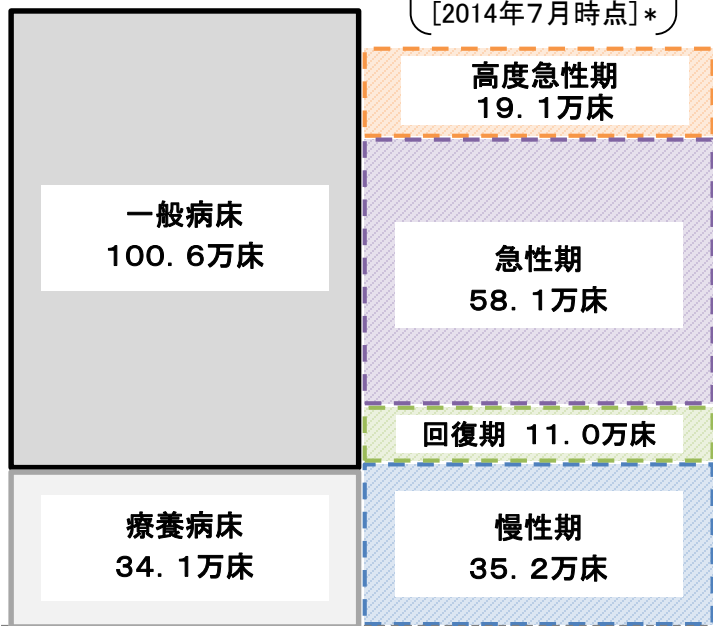 [2014年７月時点]*
高度急性期
１９．１万床
一般病床
１００．６万床
急性期
５８．１万床
回復期　１１．０万床
療養病床
３４．１万床
慢性期
３５．２万床